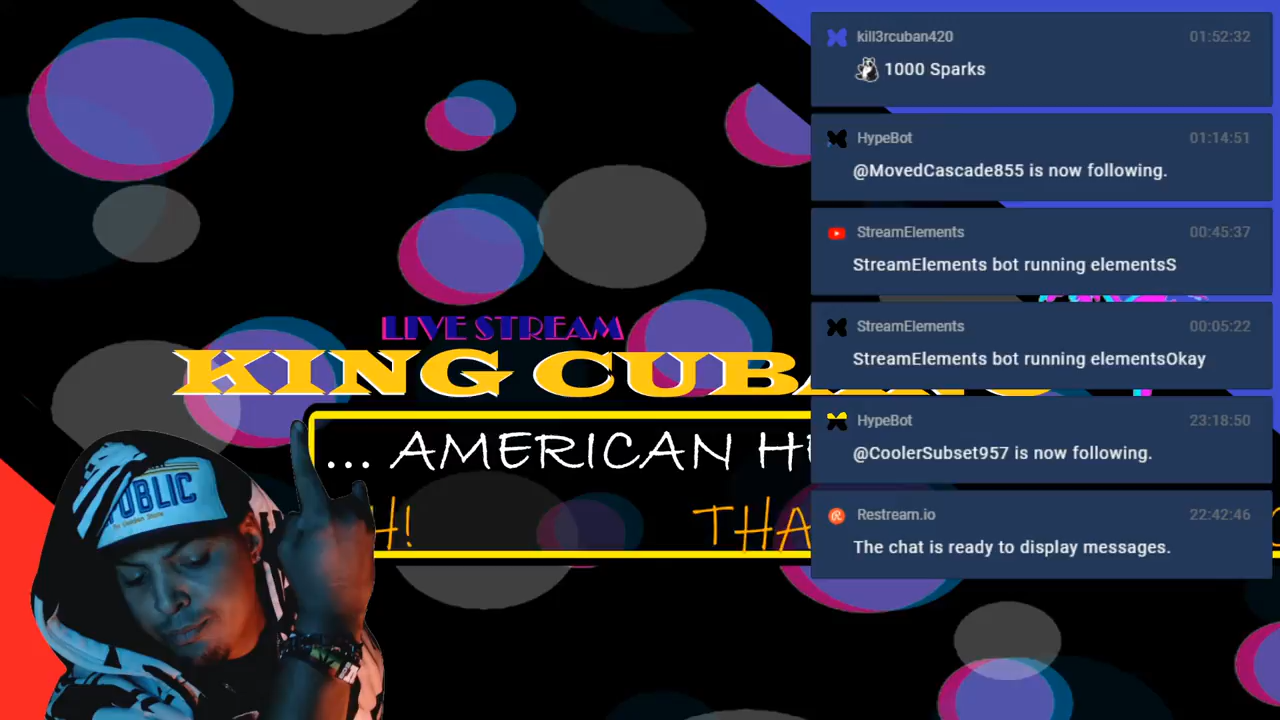 kill3rcuban420 01:52:32
1000 Sparks
HypeBot 01:14:51
@MovedCascade855 is now following.
StreamElements 00:45:37
StreamElements bot running elementsS
StreamElements 00:05:22
StreamElements bot running elementsOkay
HypeBot 23:18:50
@CoolerSubset957 is now following.
Restream.io 22:42:46
The chat is ready to display messages.
LIVE STREAM
KING CUBA
... AMERICAN H
H! THA
PUBLIC